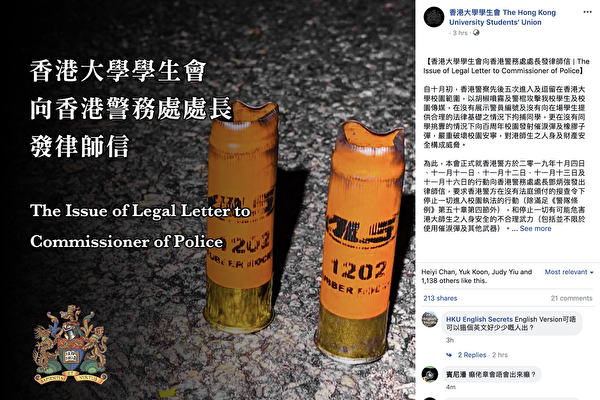 香港大學學生會
向香港警務處處長
發律師信
The Issue of Legal Letter to
Commissioner of Police
1202
香港大學學生會 The Hong Kong
University Students' Union
3 hrs
【香港大學學生會向香港警務處處長發律師信 | The
Issue of Legal Letter to Commissioner of Police】
自十月初，香港警察先後五次進入及逗留在香港大
學校園範圍，以胡椒噴霧及警棍攻擊我校學生及校
園傳媒，在沒有展示警員編號及沒有向在場學生提
供合理的法律基礎之情況下拘捕同學，更在沒有同
學挑釁的情況下向百周年校園發射催淚彈及橡膠子
彈，嚴重破壞校園安寧，對港師生之人身及財產安
全構成威脅。
為此，本會正式就香港警方於二零一九年十月四日
、十一月十一日、十一月十二日、十一月十三日及
十一月十六日的行動向香港警務處處長鄧炳強發出
律師信，要求香港警方在沒有法庭頒付的搜查令下
停止一切進入校園執法的行動（除滿足《警隊條
例》第五十章第四節外），和停止一切有可能危害
港大師生之人身安全的不合理武力（包括並不限於
使用催淚彈及其他武器）。... See more
Heiyi Chan, Yuk Koon, Judy Yiu and
1,138 others like this.
Most relevant
213 shares
21 comments
HKU English Secrets English Version可唔
可以搵個英文好少少嘅人出？
3h
2 Replies · 2 hrs
賓尼潘 癲佬章會唔會出來癲？
4m